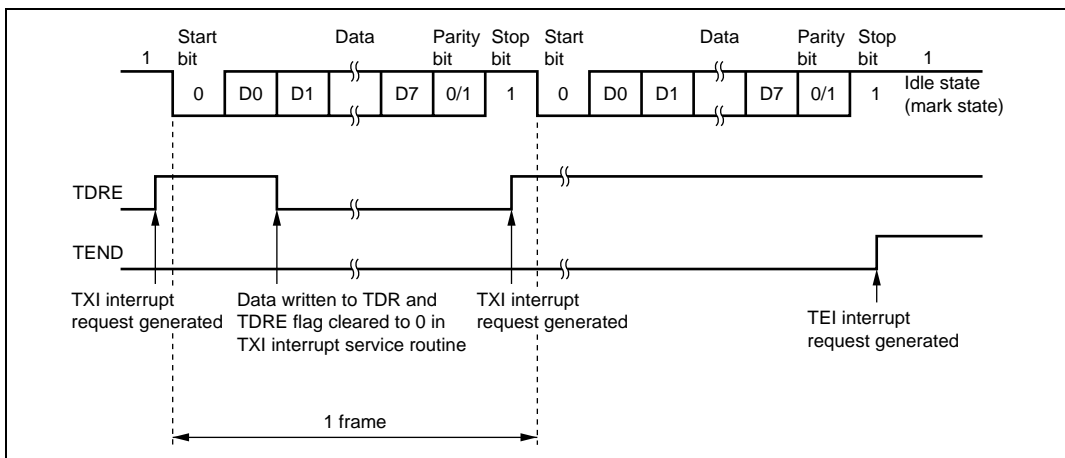 1
Start bit
Data
Parity bit
Stop bit
Start bit
Data
Parity bit
Stop bit
1
0 D0 D1 D7 0/1 1 0 D0 D1 D7 0/1 1
Idle state
(mark state)
TDRE
TEND
TXI interrupt
request generated
Data written to TDR and
TDRE flag cleared to 0 in
TXI interrupt service routine
TXI interrupt
request generated
TEI interrupt
request generated
1 frame